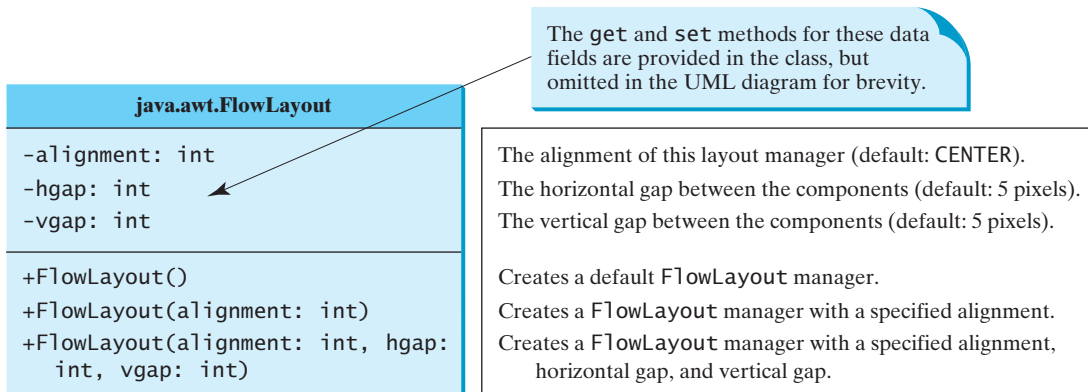 The get and set methods for these data
fields are provided in the class, but
omitted in the UML diagram for brevity.
java.awt.FlowLayout
-alignment: int
-hgap: int
-vgap: int
The alignment of this layout manager (default: CENTER).
The horizontal gap between the components (default: 5 pixels).
The vertical gap between the components (default: 5 pixels).
+FlowLayout()
+FlowLayout(alignment: int)
+FlowLayout(alignment: int, hgap:
int, vgap: int)
Creates a default FlowLayout manager.
Creates a FlowLayout manager with a specified alignment.
Creates a FlowLayout manager with a specified alignment,
horizontal gap, and vertical gap.